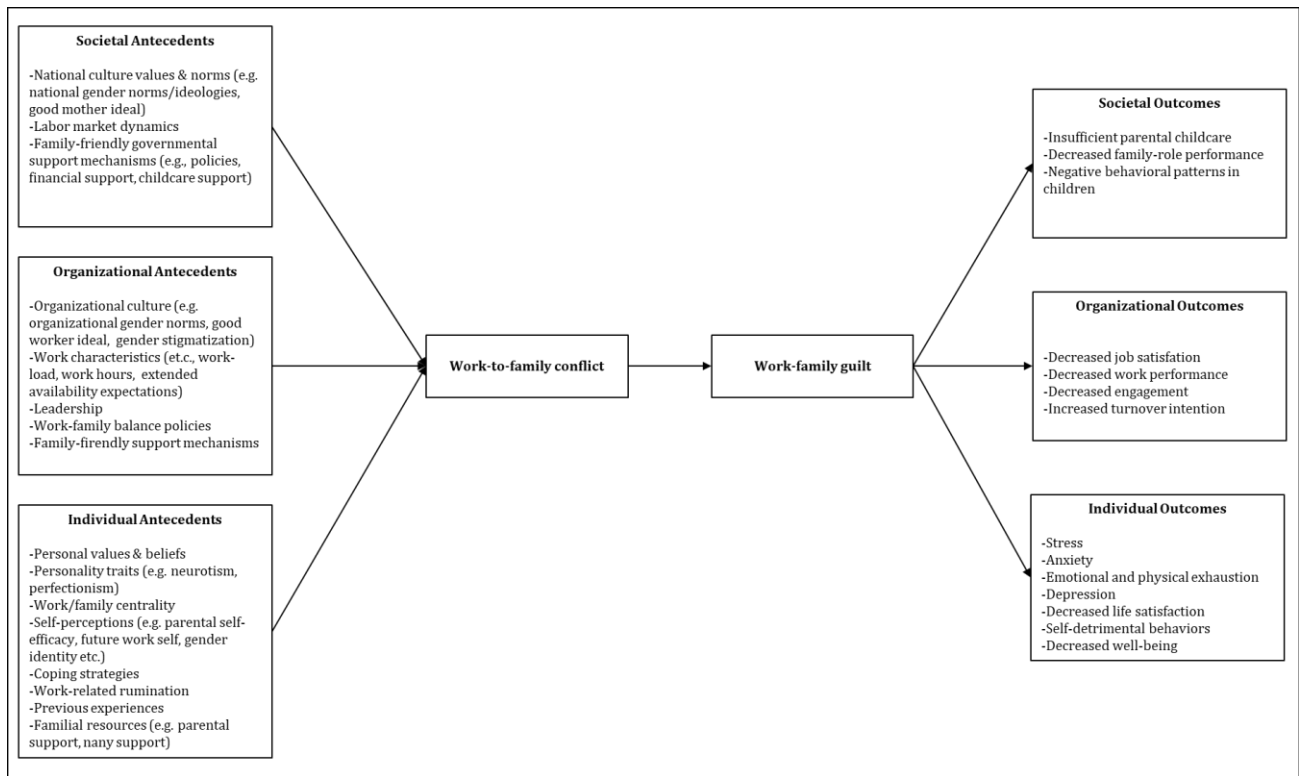 Societal Antecedents
-National culture values & norms (e.g.
national gender norms/ideologies,
good mother ideal)
-Labor market dynamics
-Family-friendly governmental
support mechanisms (e.g., policies,
financial support, childcare support)
Organizational Antecedents
-Organizational culture (e.g.
organizational gender norms, good
worker ideal, gender stigmatization)
-Work characteristics (et.c., work-
load, work hours, extended
availability expectations)
-Leadership
-Work-family balance policies
-Family-firendly support mechanisms
Individual Antecedents
-Personal values & beliefs
-Personality traits (e.g. neurotism,
perfectionism)
-Work/family centrality
-Self-perceptions (e.g. parental self-
efficacy, future work self, gender
identity etc.)
-Coping strategies
-Work-related rumination
-Previous experiences
-Familial resources (e.g. parental
support, nany support)
Work-to-family conflict
Work-family guilt
Societal Outcomes
-Insufficient parental childcare
-Decreased family-role performance
-Negative behavioral patterns in
children
Organizational Outcomes
-Decreased job satisfation
-Decreased work performance
-Decreased engagement
-Increased turnover intention
Individual Outcomes
-Stress
-Anxiety
-Emotional and physical exhaustion
-Depression
-Decreased life satisfaction
-Self-detrimental behaviors
-Decreased well-being